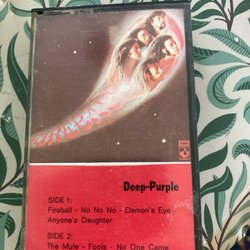 EMI
Deep-Purple
SIDE 1:
Fireball - No No No - Demon's Eye -
Anyone's Daughter
SIDE 2:
The Mule - Fools - No One Came